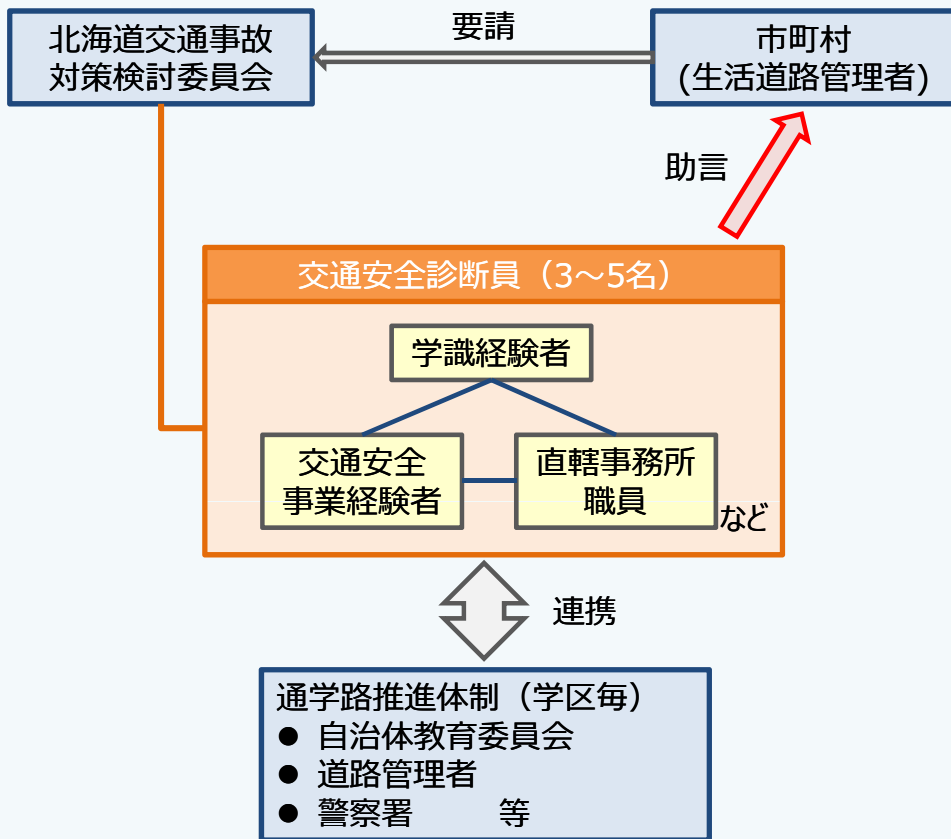 北海道交通事故
対策検討委員会
要請
市町村
(生活道路管理者)
助言
交通安全診断員（3～5名）
学識経験者
交通安全
事業経験者
直轄事務所
職員
など
連携
通学路推進体制（学区毎）
● 自治体教育委員会
● 道路管理者
● 警察署　　等